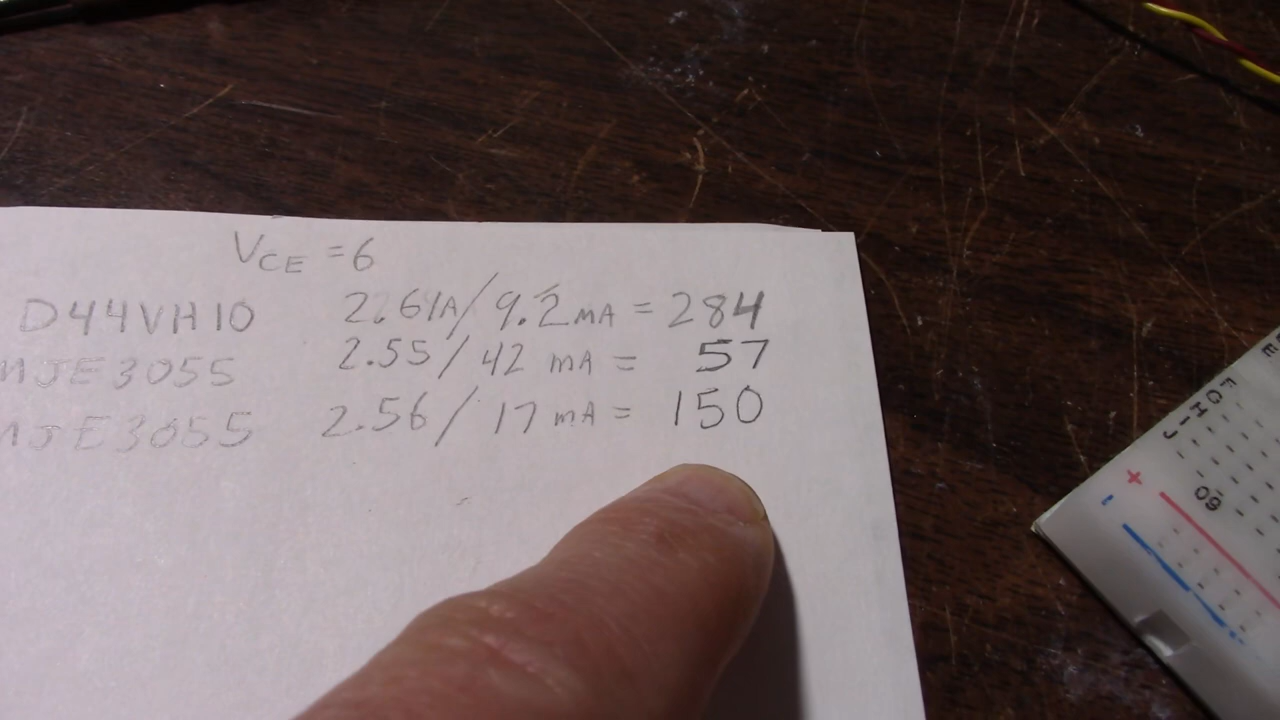 VCE = 6
D44VH10 2.61A / 9.2 mA = 284
MJE3055 2.55 / 42 mA = 57
MJE3055 2.56 / 17 mA = 150
E
F
G
H
I
J
60
+
-